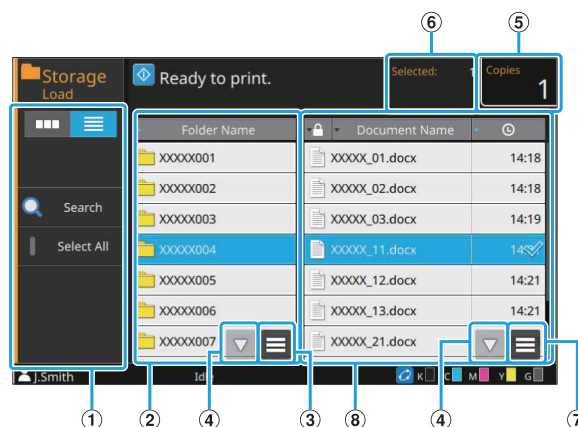 ⑥ ⑤
Storage
Load
Ready to print.
Selected: 1
Copies
1
Folder Name
Document Name
XXXXX001
XXXXX_01.docx 14:18
XXXXX002
XXXXX_02.docx 14:18
Search
XXXXX003
XXXXX_03.docx 14:19
Select All
XXXXX004
XXXXX_11.docx
XXXXX005
XXXXX_12.docx 14:21
XXXXX006
XXXXX_13.docx 14:21
XXXXX007
XXXXX_21.docx
J.Smith
K C M Y G
① ② ④ ③ ⑧ ④ ⑦